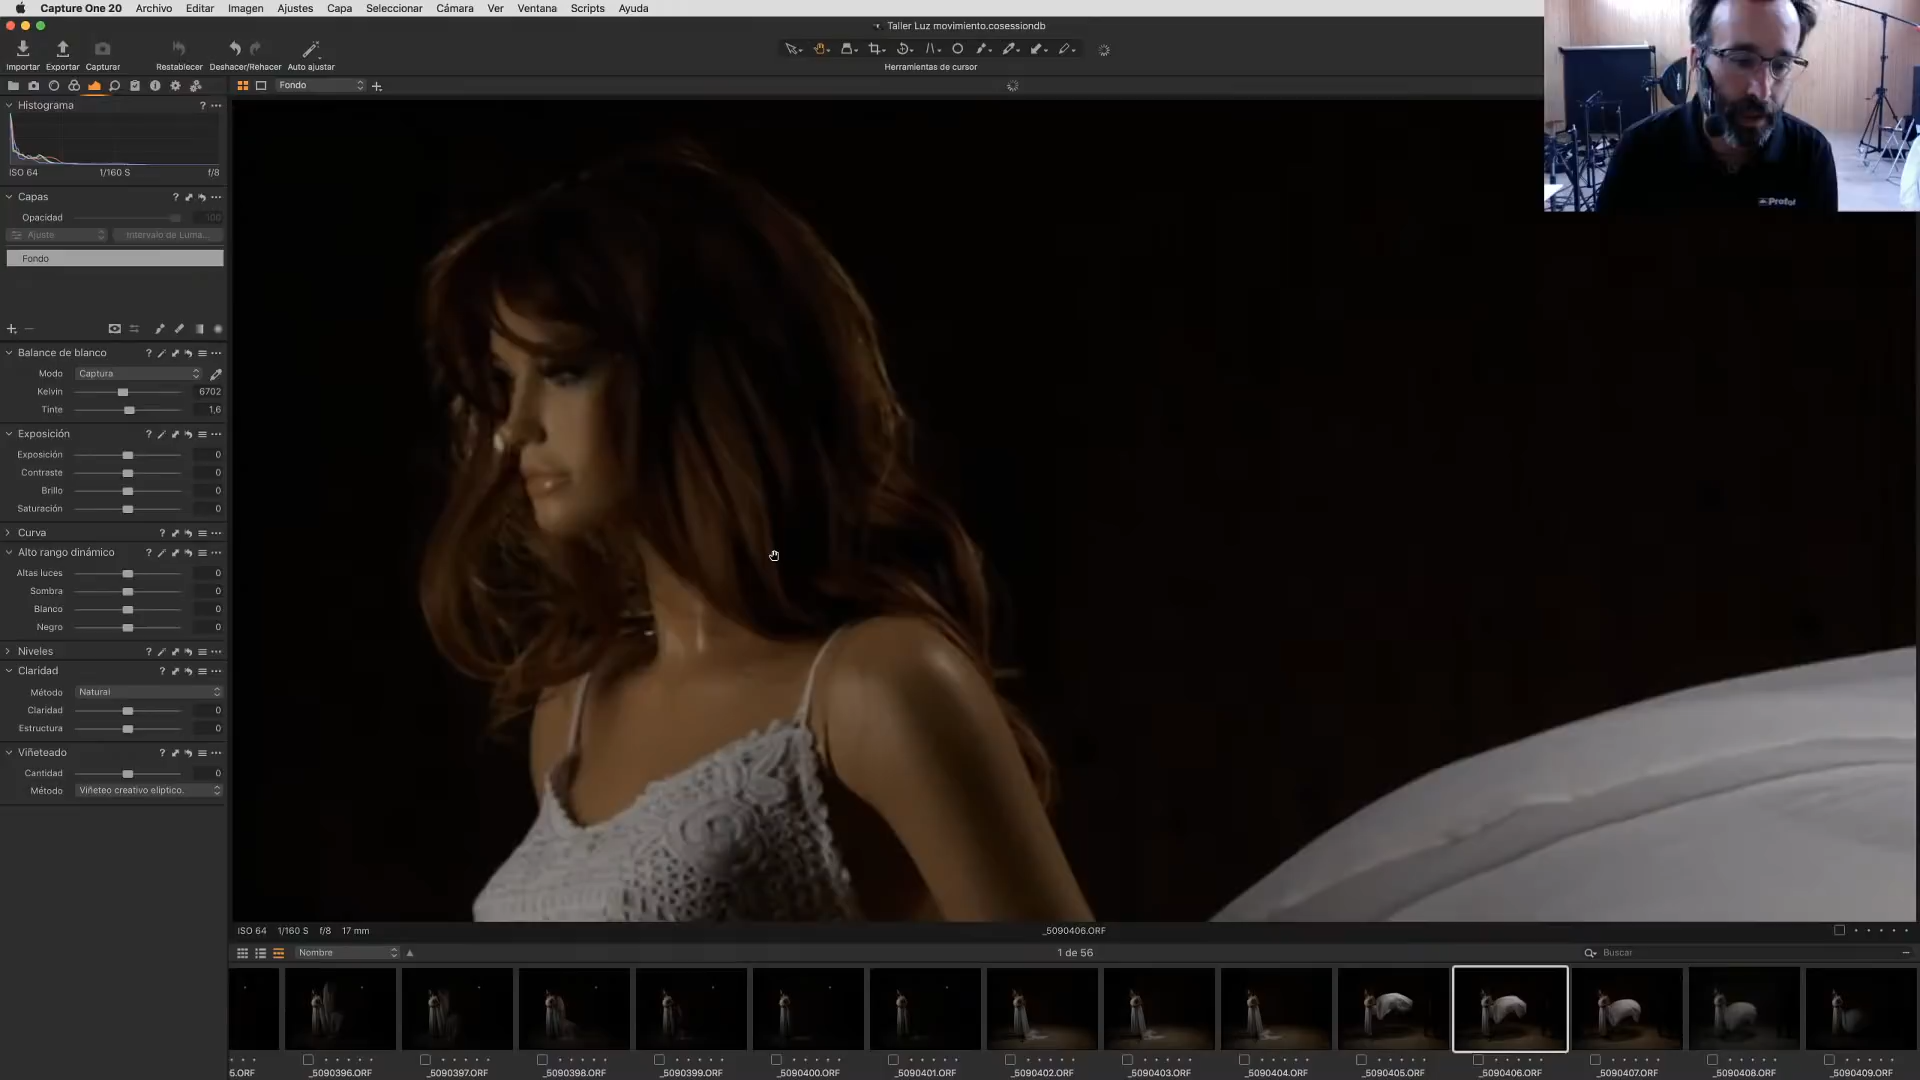 Capture One 20 Archivo Editar Imagen Ajustes Capa Seleccionar Cámara Ver Ventana Scripts Ayuda
Taller Luz movimiento.cosessiondb
Importar Exportar Capturar Restablecer Deshacer/Rehacer Auto ajustar
Herramientas de cursor
Fondo
Histograma
ISO 64 1/160 S f/8
Capas
Opacidad 100
Ajuste Intervalo de Luma...
Fondo
Balance de blanco
Modo Captura
Kelvin 6702
Tinte 1,6
Exposición
Exposición 0
Contraste 0
Brillo 0
Saturación 0
Curva
Alto rango dinámico
Altas luces 0
Sombra 0
Blanco 0
Negro 0
Niveles
Claridad
Método Natural
Claridad 0
Estructura 0
Viñeteado
Cantidad 0
Método Viñeteo creativo elíptico.
Profoto
ISO 64 1/160 S f/8 17 mm _5090406.ORF
Nombre 1 de 56 Buscar
5.ORF _5090396.ORF _5090397.ORF _5090398.ORF _5090399.ORF _5090400.ORF _5090401.ORF _5090402.ORF _5090403.ORF _5090404.ORF _5090405.ORF _5090406.ORF _5090407.ORF _5090408.ORF _5090409.ORF